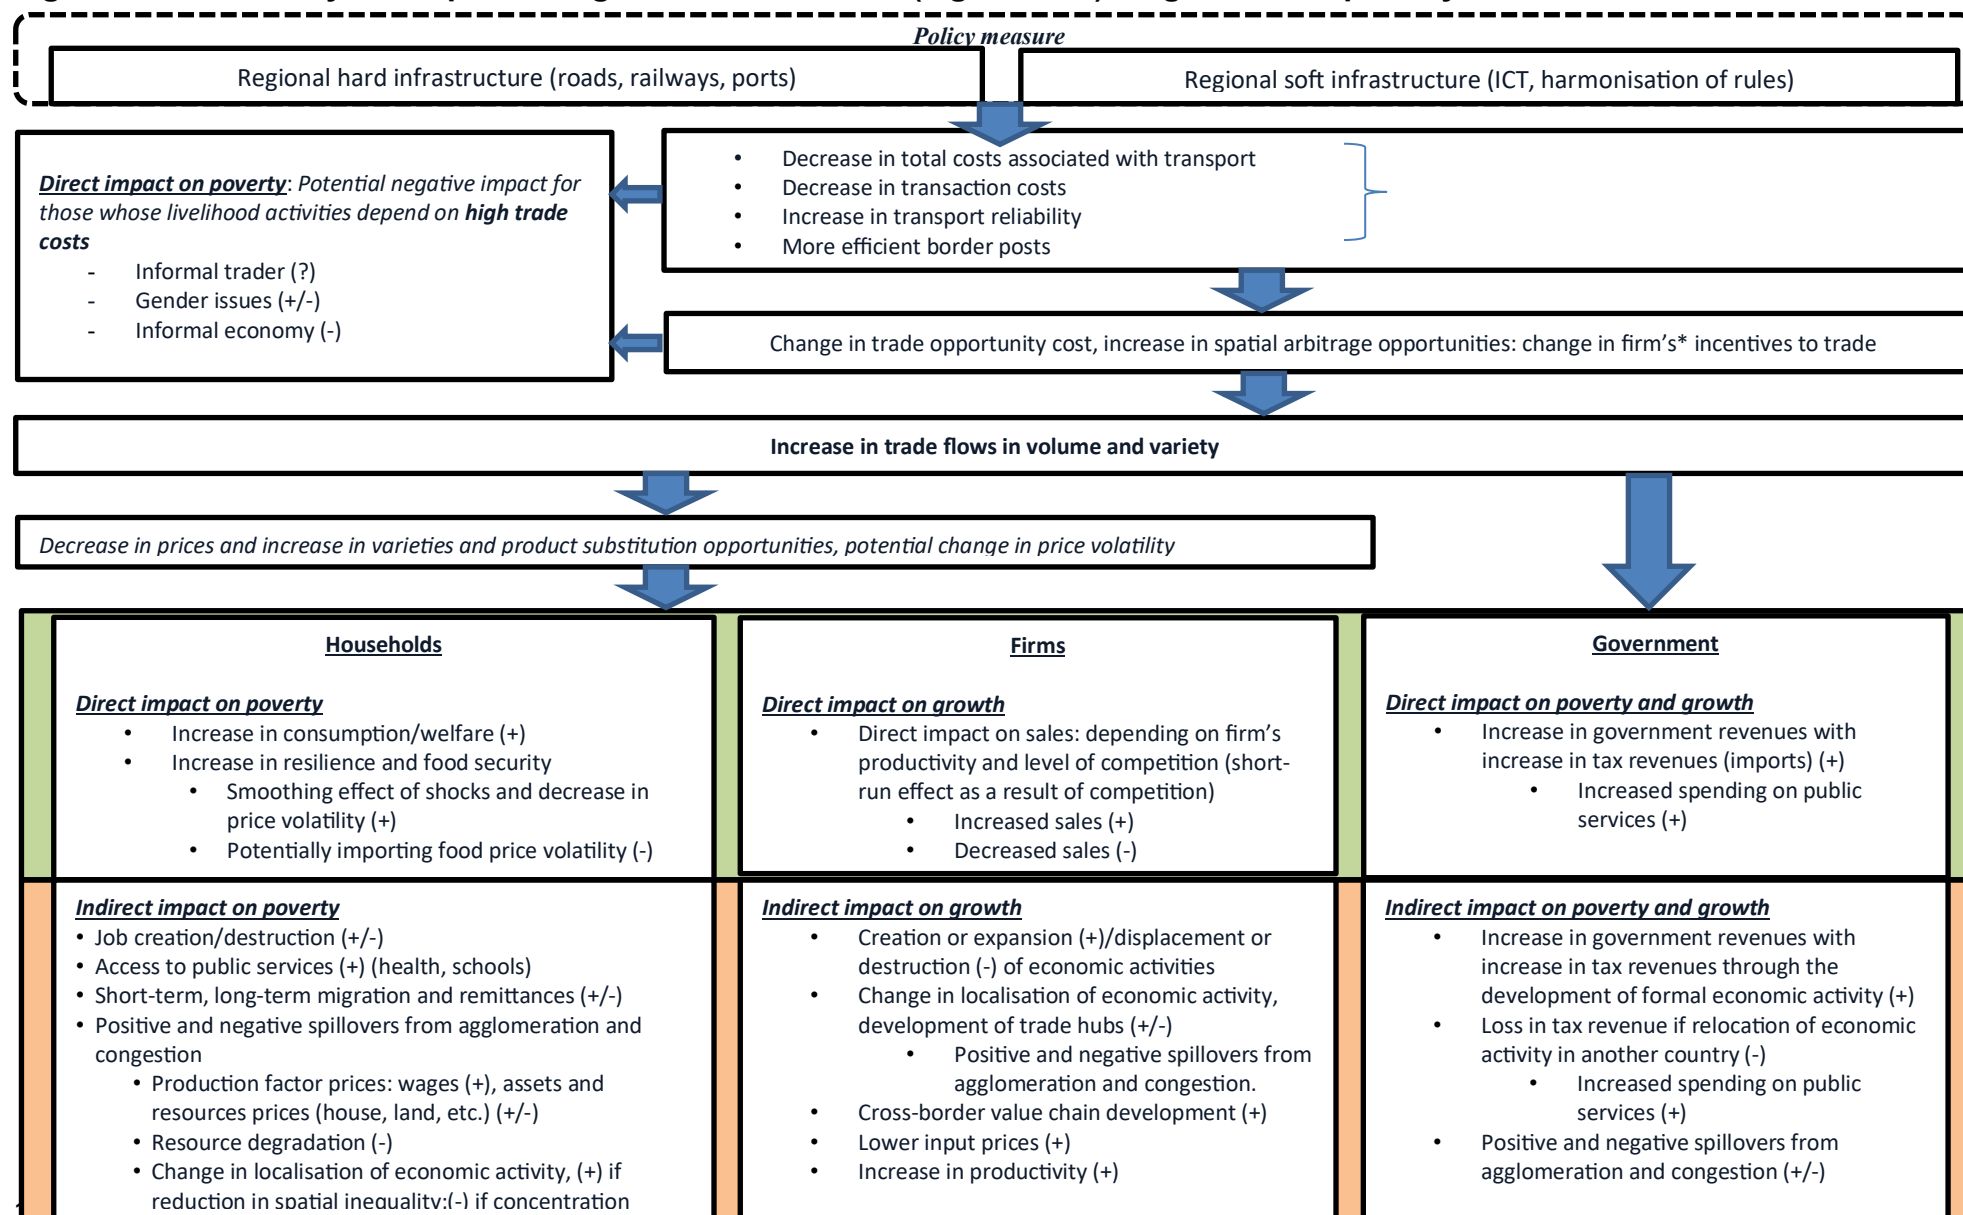 Policy measure
Regional hard infrastructure (roads, railways, ports)
Regional soft infrastructure (ICT, harmonisation of rules)
Direct impact on poverty: Potential negative impact for
those whose livelihood activities depend on high trade
costs
- Informal trader (?)
- Gender issues (+/-)
- Informal economy (-)
• Decrease in total costs associated with transport
• Decrease in transaction costs
• Increase in transport reliability
• More efficient border posts
Change in trade opportunity cost, increase in spatial arbitrage opportunities: change in firm's* incentives to trade
Increase in trade flows in volume and variety
Decrease in prices and increase in varieties and product substitution opportunities, potential change in price volatility
Households
Direct impact on poverty
• Increase in consumption/welfare (+)
• Increase in resilience and food security
• Smoothing effect of shocks and decrease in
price volatility (+)
• Potentially importing food price volatility (-)
Indirect impact on poverty
• Job creation/destruction (+/-)
• Access to public services (+) (health, schools)
• Short-term, long-term migration and remittances (+/-)
• Positive and negative spillovers from agglomeration and
congestion
• Production factor prices: wages (+), assets and
resources prices (house, land, etc.) (+/-)
• Resource degradation (-)
• Change in localisation of economic activity, (+) if
reduction in spatial inequality;(-) if concentration
Firms
Direct impact on growth
• Direct impact on sales: depending on firm's
productivity and level of competition (short-
run effect as a result of competition)
• Increased sales (+)
• Decreased sales (-)
Indirect impact on growth
• Creation or expansion (+)/displacement or
destruction (-) of economic activities
• Change in localisation of economic activity,
development of trade hubs (+/-)
• Positive and negative spillovers from
agglomeration and congestion.
• Cross-border value chain development (+)
• Lower input prices (+)
• Increase in productivity (+)
Government
Direct impact on poverty and growth
• Increase in government revenues with
increase in tax revenues (imports) (+)
• Increased spending on public
services (+)
Indirect impact on poverty and growth
• Increase in government revenues with
increase in tax revenues through the
development of formal economic activity (+)
• Loss in tax revenue if relocation of economic
activity in another country (-)
• Increased spending on public
services (+)
• Positive and negative spillovers from
agglomeration and congestion (+/-)